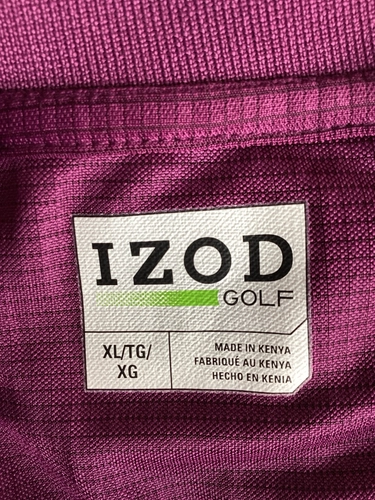 IZOD
GOLF
XL/TG/
XG
MADE IN KENYA
FABRIQUÉ AU KENYA
HECHO EN KENIA